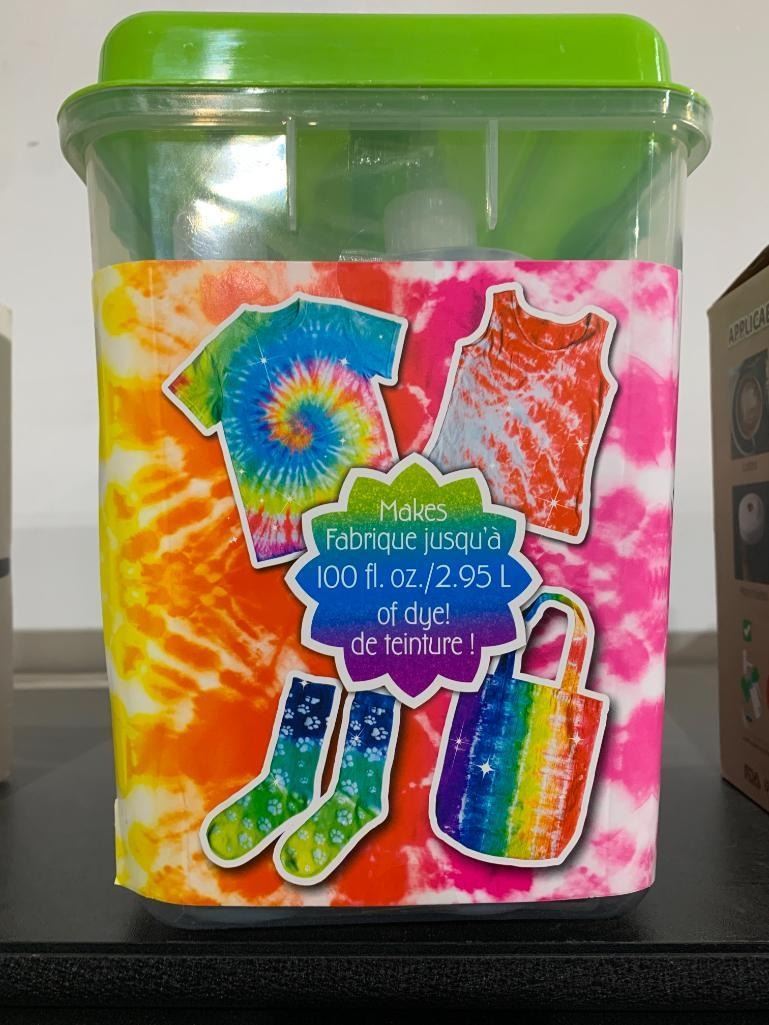 Makes
Fabrique jusqu'à
100 fl. oz./2.95 L
of dye!
de teinture !